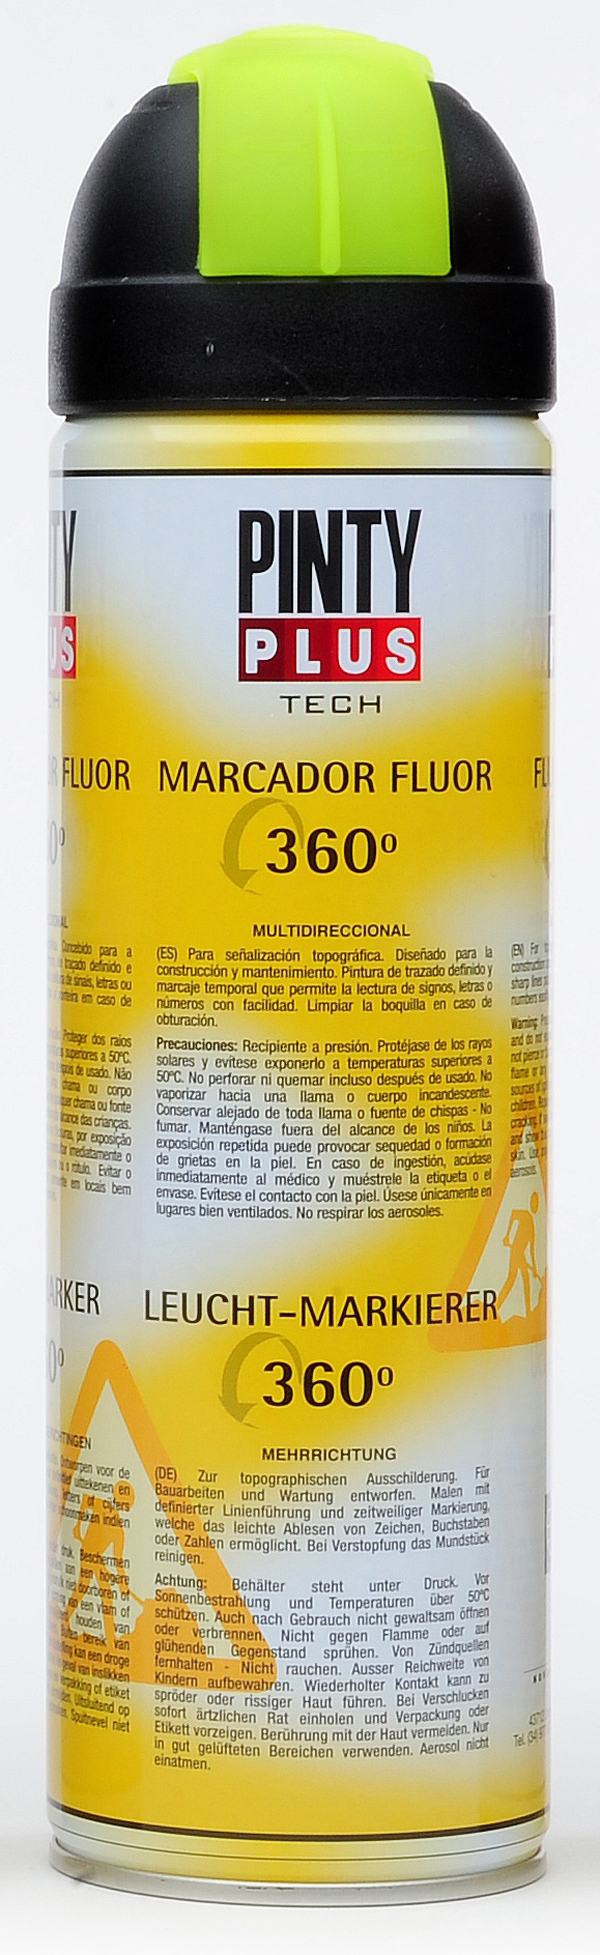 PINTY
PLUS
TECH
MARCADOR FLUOR
360º
MULTIDIRECCIONAL
(ES) Para señalización topográfica. Diseñado para la
construcción y mantenimiento. Pintura de trazado definido y
marcaje temporal que permite la lectura de signos, letras o
números con facilidad. Limpiar la boquilla en caso de
obturación.
Precauciones: Recipiente a presión. Protéjase de los rayos
solares y evítese exponerlo a temperaturas superiores a
50ºC. No perforar ni quemar incluso después de usado. No
vaporizar hacia una llama o cuerpo incandescente.
Conservar alejado de toda llama o fuente de chispas - No
fumar. Manténgase fuera del alcance de los niños. La
exposición repetida puede provocar sequedad o formación
de grietas en la piel. En caso de ingestión, acúdase
inmediatamente al médico y muéstrele la etiqueta o el
envase. Evítese el contacto con la piel. Úsese únicamente en
lugares bien ventilados. No respirar los aerosoles.
LEUCHT-MARKIERER
360º
MEHRRICHTUNG
(DE) Zur topographischen Ausschilderung. Für
Bauarbeiten und Wartung entworfen. Malen mit
definierter Linienführung und zeitweiliger Markierung,
welche das leichte Ablesen von Zeichen, Buchstaben
oder Zahlen ermöglicht. Bei Verstopfung das Mundstück
reinigen.
Achtung: Behälter steht unter Druck. Vor
Sonnenbestrahlung und Temperaturen über 50ºC
schützen. Auch nach Gebrauch nicht gewaltsam öffnen
oder verbrennen. Nicht gegen Flamme oder auf
glühenden Gegenstand sprühen. Von Zündquellen
fernhalten - Nicht rauchen. Ausser Reichweite von
Kindern aufbewahren. Wiederholter Kontakt kann zu
spröder oder rissiger Haut führen. Bei Verschlucken
sofort ärtzlichen Rat einholen und Verpackung oder
Etikett vorzeigen. Berührung mit der Haut vermeiden. Nur
in gut gelüfteten Bereichen verwenden. Aerosol nicht
einatmen.